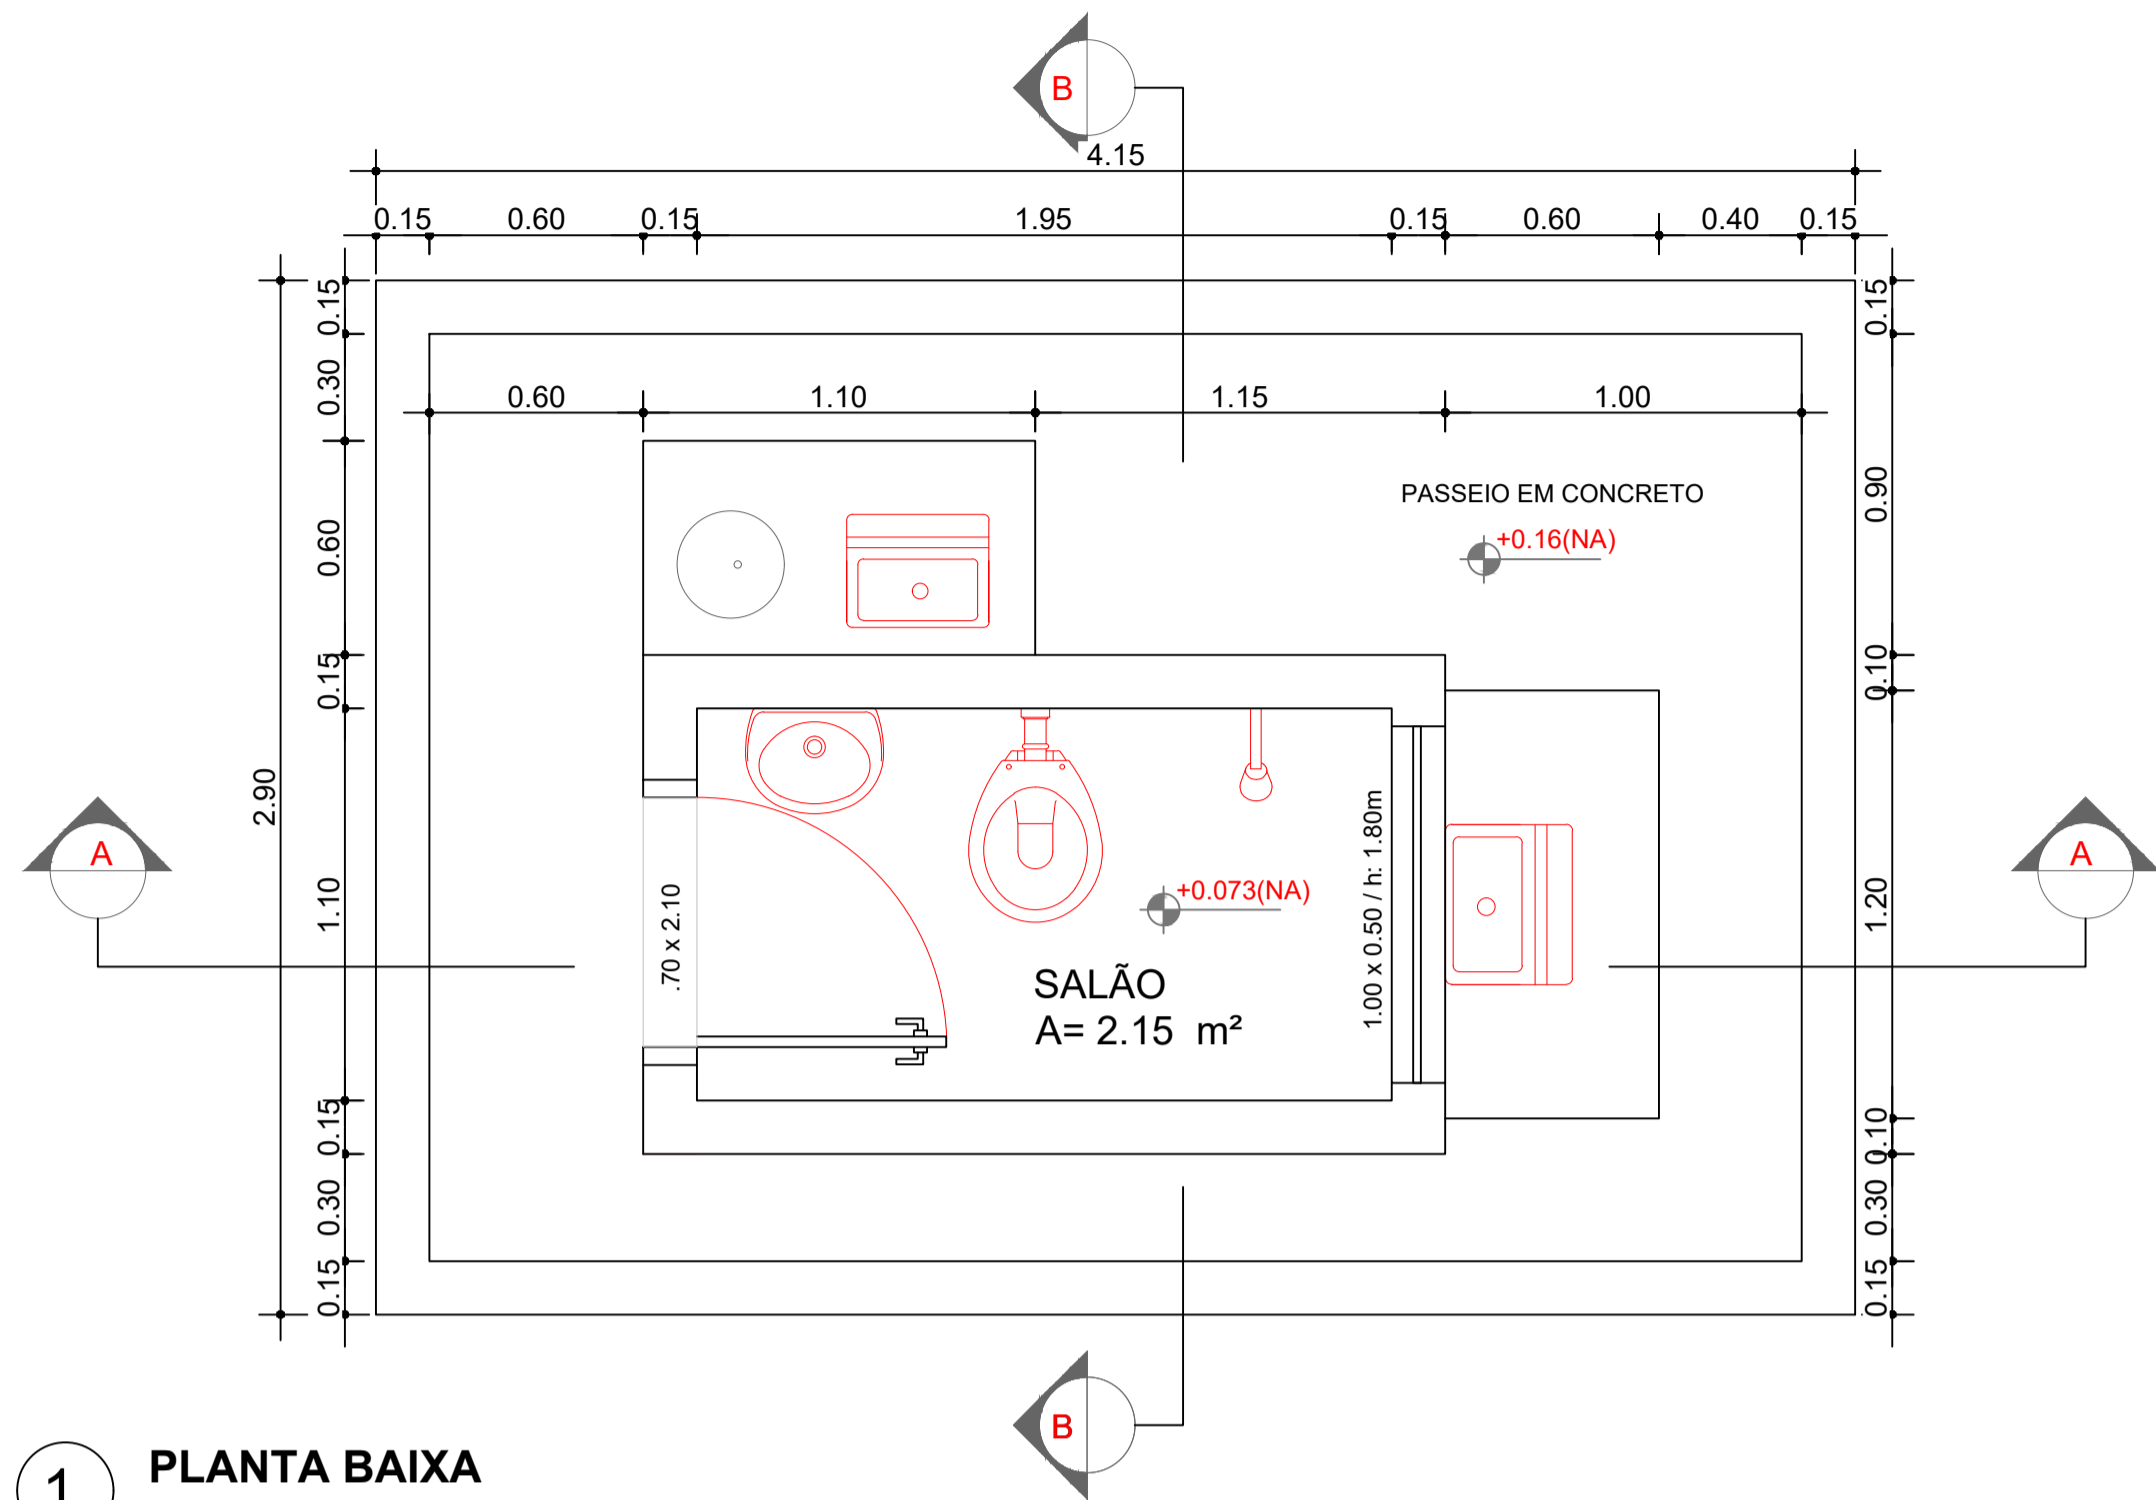 B
4.15
0.15 0.60 0.15 1.95 0.15 0.60 0.40 0.15
0.60 1.10 1.15 1.00
0.15
0.30
0.60
0.15
1.10
0.15
0.30
0.15
2.90
PASSEIO EM CONCRETO
+0.16(NA)
0.15
0.90
0.10
1.20
0.10
0.30
0.15
A
A
.70 x 2.10
+0.073(NA)
SALÃO
A= 2.15 m²
1.00 x 0.50 / h: 1.80m
B
1
PLANTA BAIXA